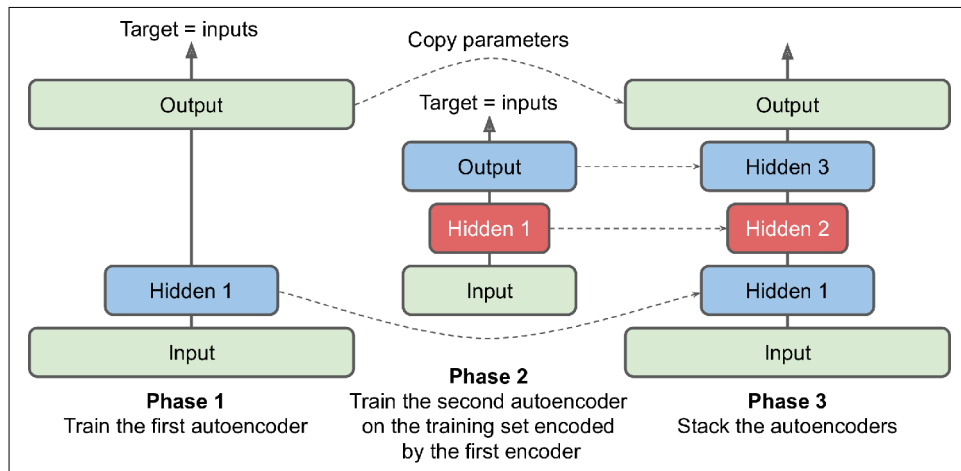 Target = inputs
Output
Hidden 1
Input
Phase 1
Train the first autoencoder
Copy parameters
Target = inputs
Output
Hidden 1
Input
Phase 2
Train the second autoencoder
on the training set encoded
by the first encoder
Output
Hidden 3
Hidden 2
Hidden 1
Input
Phase 3
Stack the autoencoders